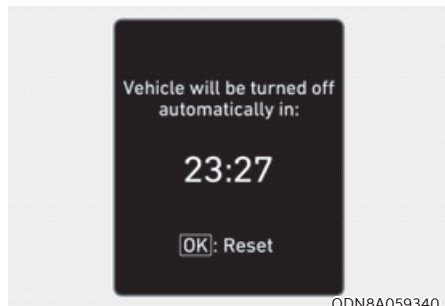 Vehicle will be turned off
automatically in:
23:27
OK: Reset
ODN8A059340